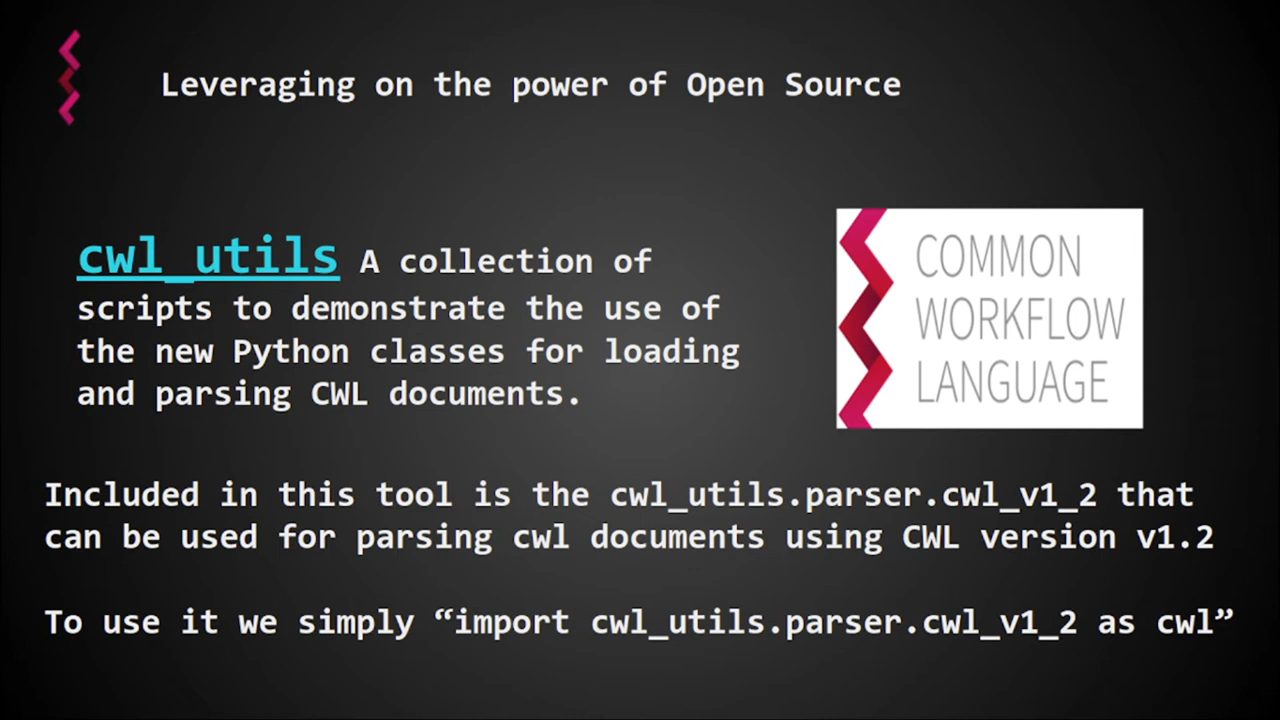 Leveraging on the power of Open Source
cwl_utils A collection of
scripts to demonstrate the use of
the new Python classes for loading
and parsing CWL documents.
COMMON
WORKFLOW
LANGUAGE
Included in this tool is the cwl_utils.parser.cwl_v1_2 that
can be used for parsing cwl documents using CWL version v1.2
To use it we simply “import cwl_utils.parser.cwl_v1_2 as cwl”